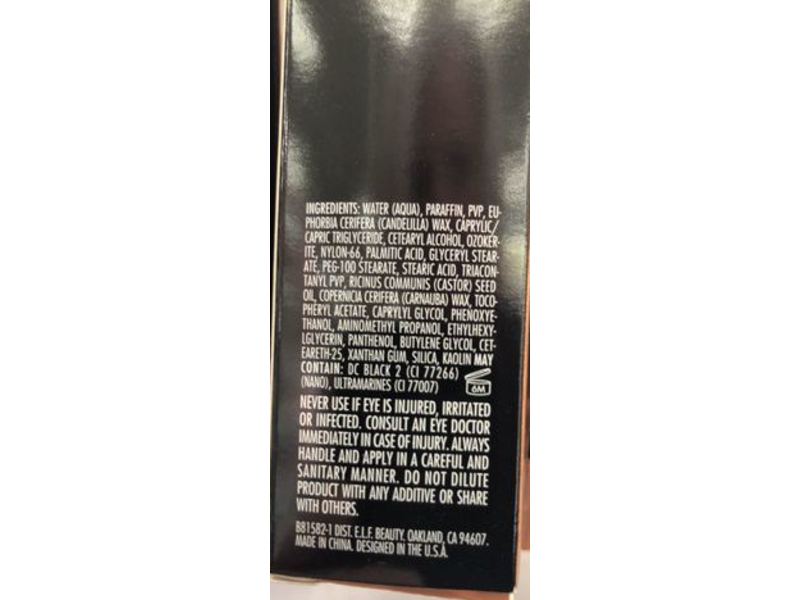 INGREDIENTS: WATER (AQUA), PARAFFIN, PVP, EU-
PHORBIA CERIFERA (CANDELILLA) WAX, CAPRYLIC/
CAPRIC TRIGLYCERIDE, CETEARYL ALCOHOL, OZOKER-
ITE, NYLON-66, PALMITIC ACID, GLYCERYL STEAR-
ATE, PEG-100 STEARATE, STEARIC ACID, TRIACON-
TANYL PVP, RICINUS COMMUNIS (CASTOR) SEED
OIL, COPERNICIA CERIFERA (CARNAUBA) WAX, TOCO-
PHERYL ACETATE, CAPRYLYL GLYCOL, PHENOXYE-
THANOL, AMINOMETHYL PROPANOL, ETHYLHEXY-
LGLYCERIN, PANTHENOL, BUTYLENE GLYCOL, CET-
EARETH-25, XANTHAN GUM, SILICA, KAOLIN MAY
CONTAIN: DC BLACK 2 (CI 77266)
(NANO), ULTRAMARINES (CI 77007)
6M
NEVER USE IF EYE IS INJURED, IRRITATED
OR INFECTED. CONSULT AN EYE DOCTOR
IMMEDIATELY IN CASE OF INJURY. ALWAYS
HANDLE AND APPLY IN A CAREFUL AND
SANITARY MANNER. DO NOT DILUTE
PRODUCT WITH ANY ADDITIVE OR SHARE
WITH OTHERS.
B81582-1 DIST. E.L.F. BEAUTY. OAKLAND, CA 94607.
MADE IN CHINA. DESIGNED IN THE U.S.A.